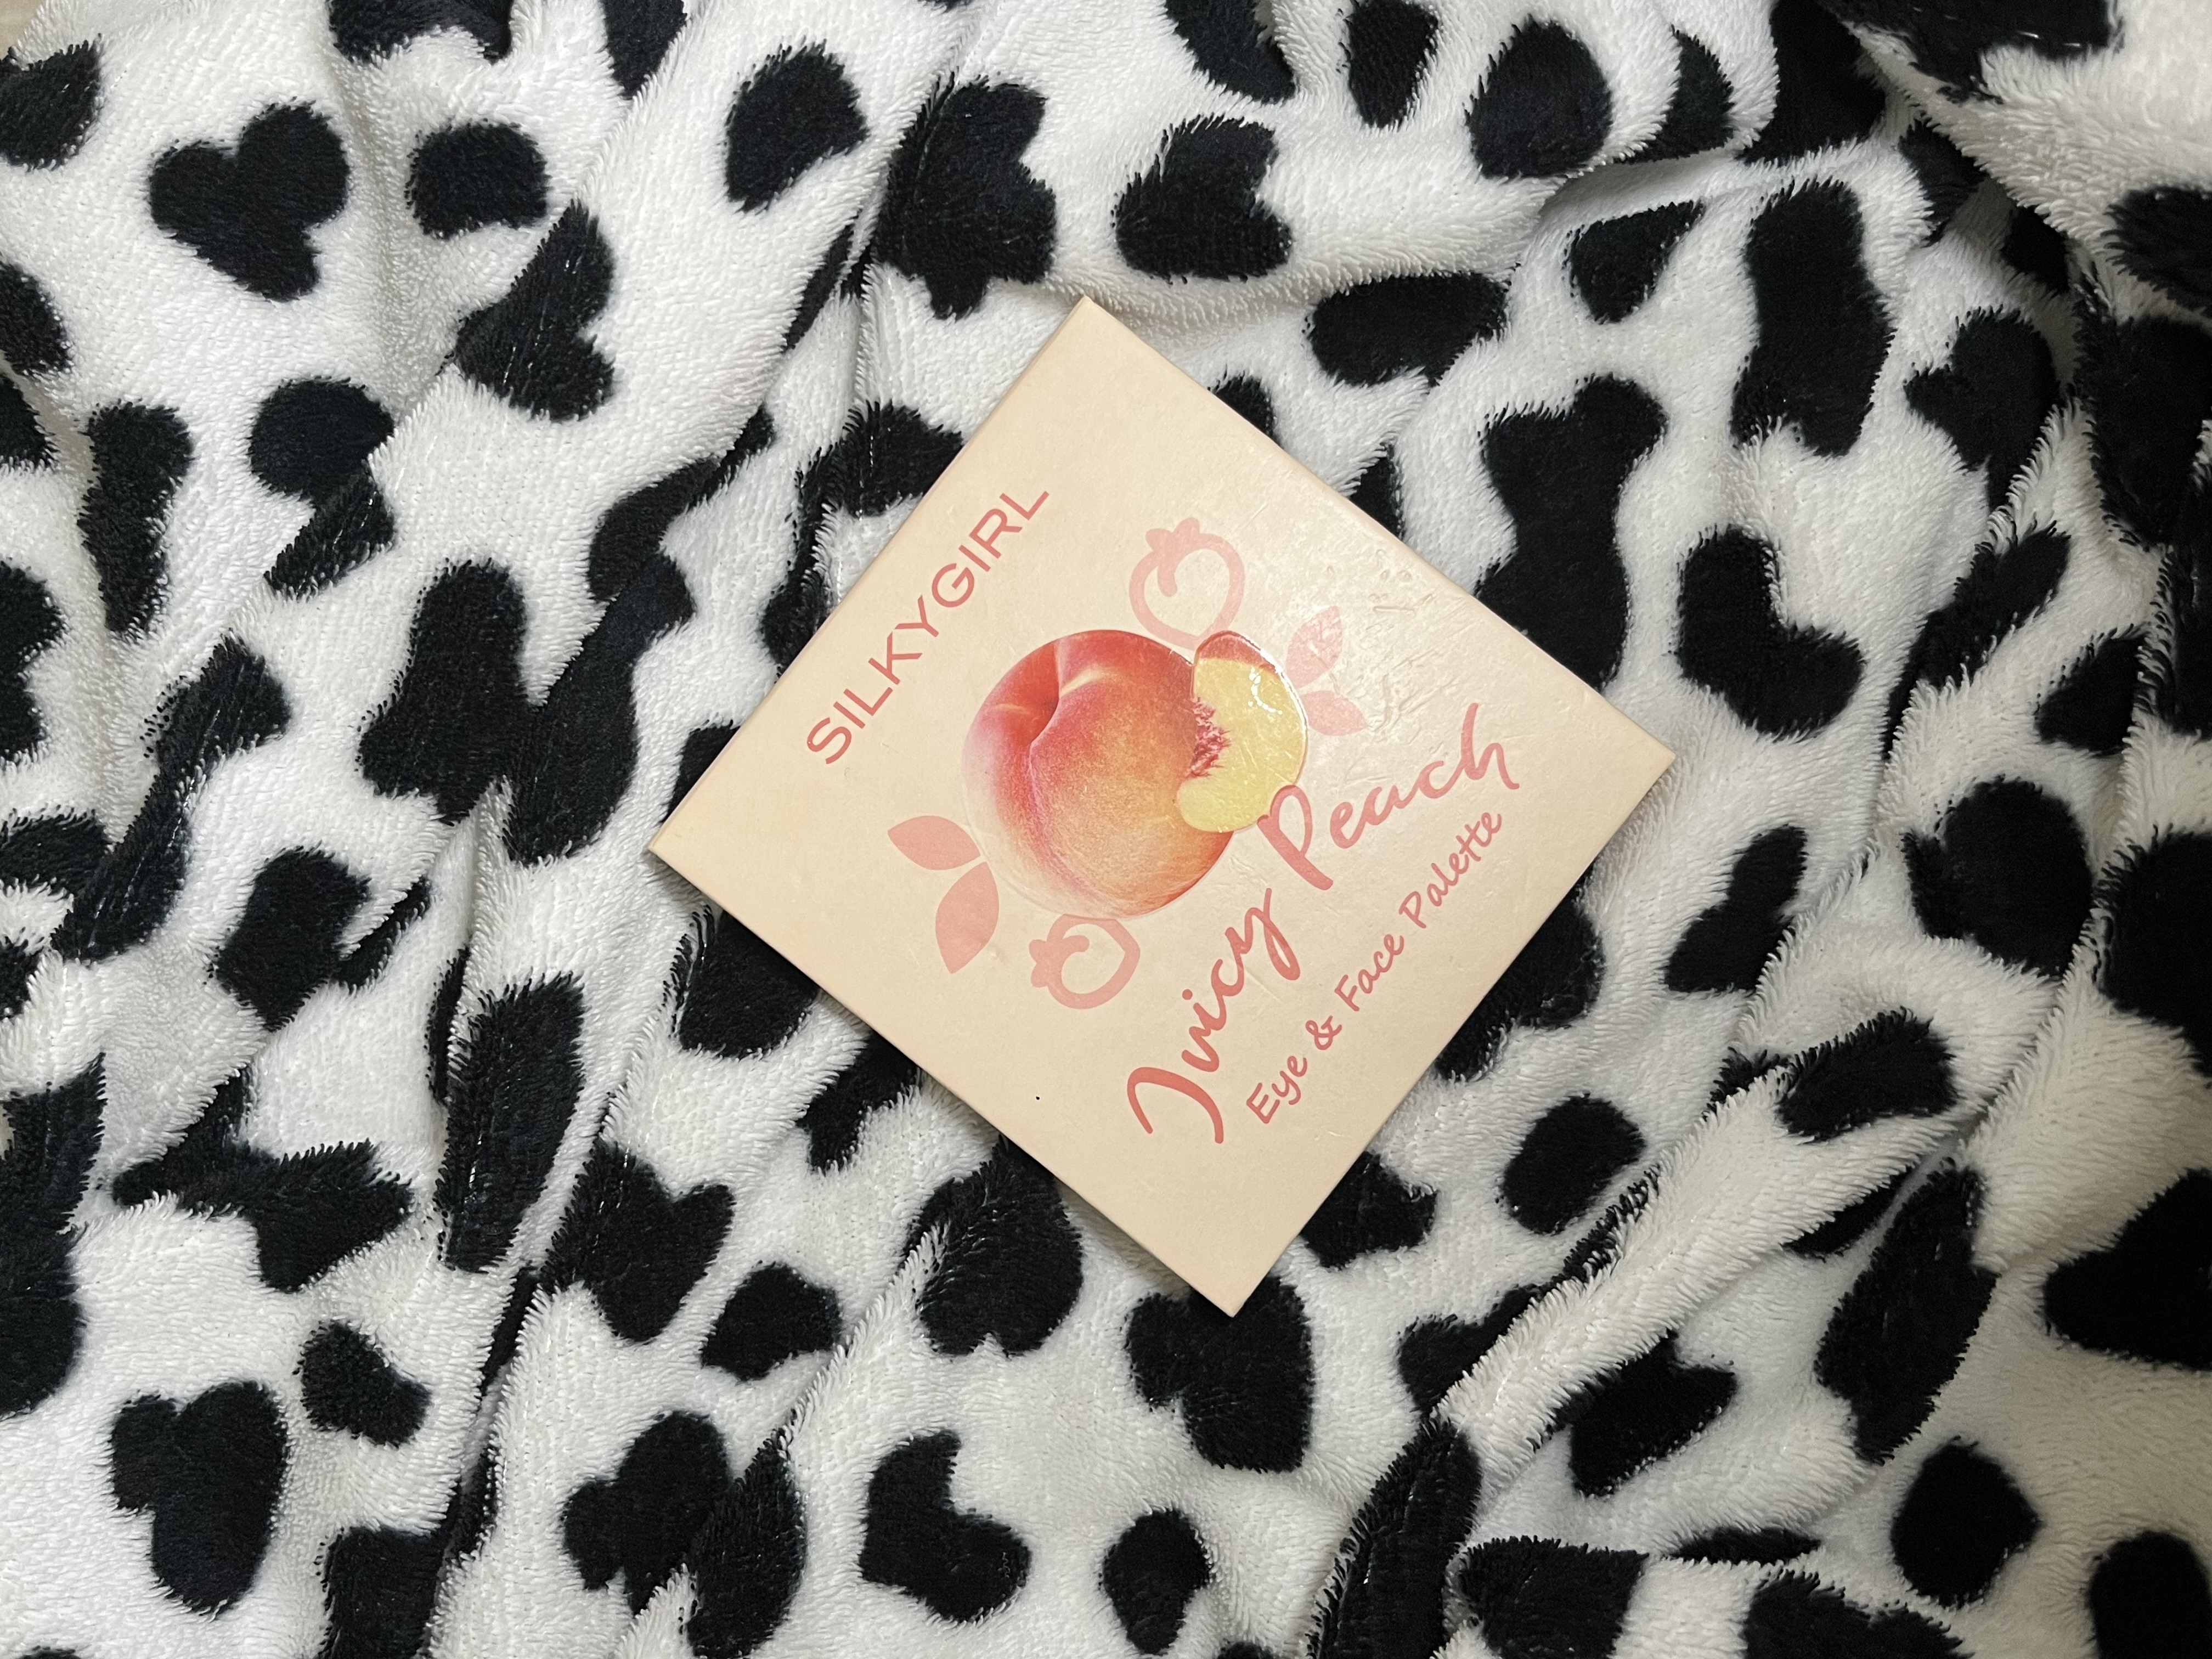 SILKYGIRL
Juicy Peach
Eye & Face Palette